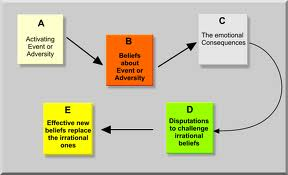 A
Activating
Event or
Adversity
B
Beliefs
about
Event or
Adversity
C
The emotional
Consequences
D
Disputations
to challenge
irrational
beliefs
E
Effective new
beliefs replace
the irrational
ones